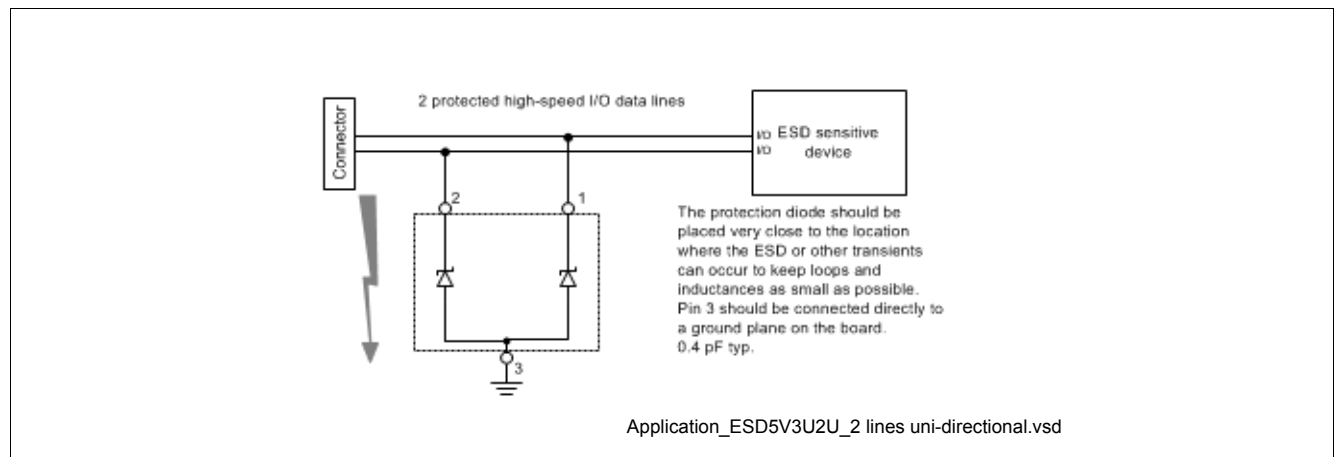 2 protected high-speed I/O data lines
Connector
I/O ESD sensitive
I/O device
2
1
3
The protection diode should be
placed very close to the location
where the ESD or other transients
can occur to keep loops and
inductances as small as possible.
Pin 3 should be connected directly to
a ground plane on the board.
0.4 pF typ.
Application_ESD5V3U2U_2 lines uni-directional.vsd